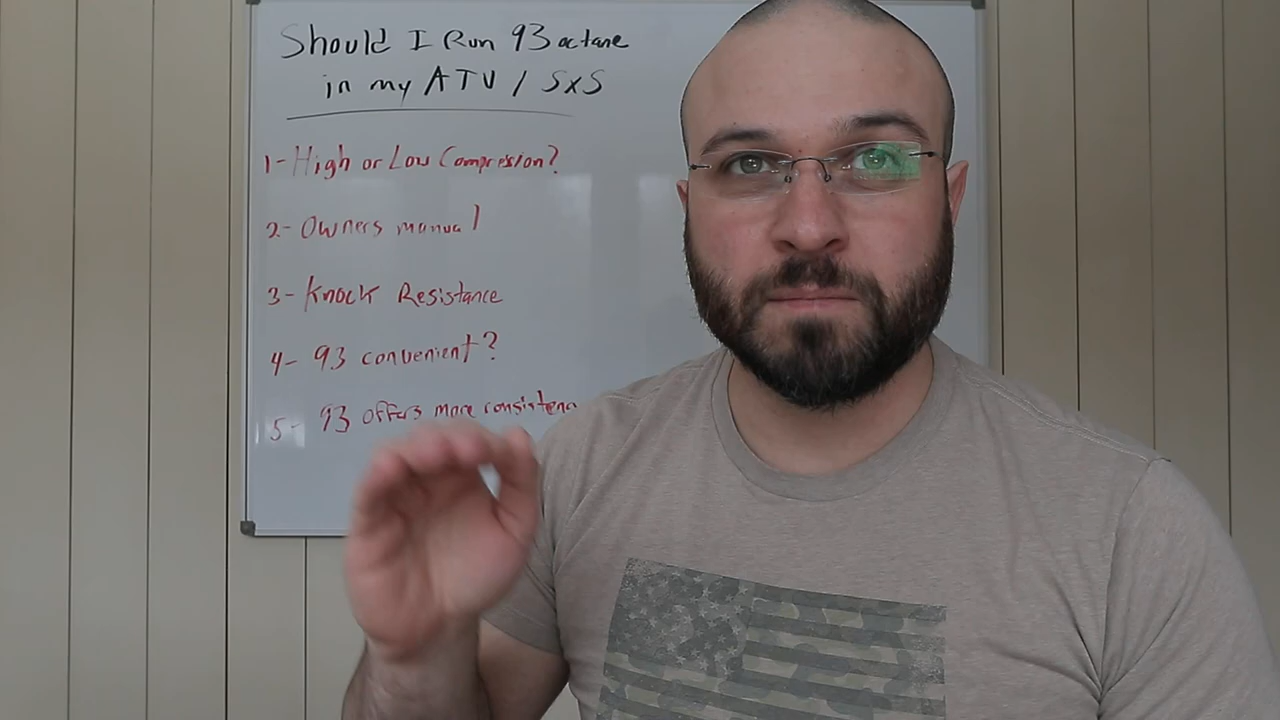 Should I Run 93 octane
in my ATV / SXS
1- High or Low Compression?
2- Owners manual
3- Knock Resistance
4- 93 convenient?
5- 93 offers more